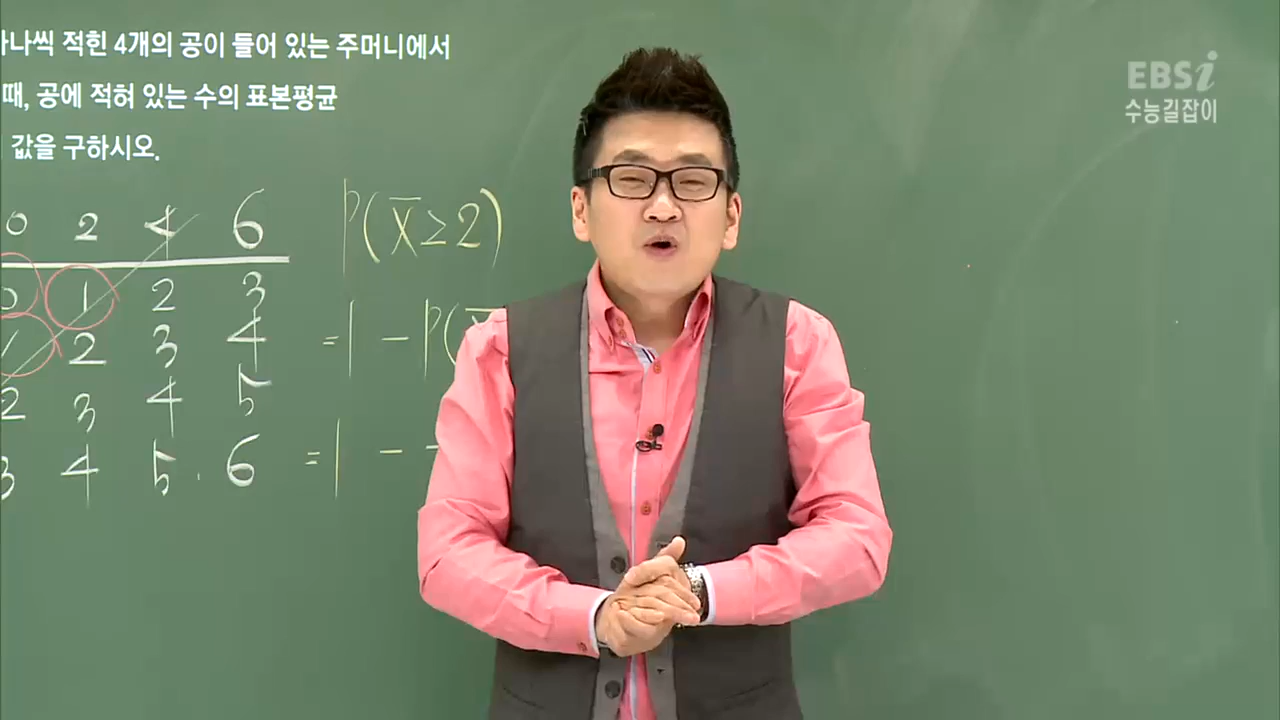 나씩 적힌 4개의 공이 들어 있는 주머니에서
때, 공에 적혀 있는 수의 표본평균
값을 구하시오.
EBSi
수능길잡이
0 2 4 6
0 1 2 3
1 2 3 4
2 3 4 5
3 4 5 . 6
P(X̄≥2)
=1-P(X̄
=1-